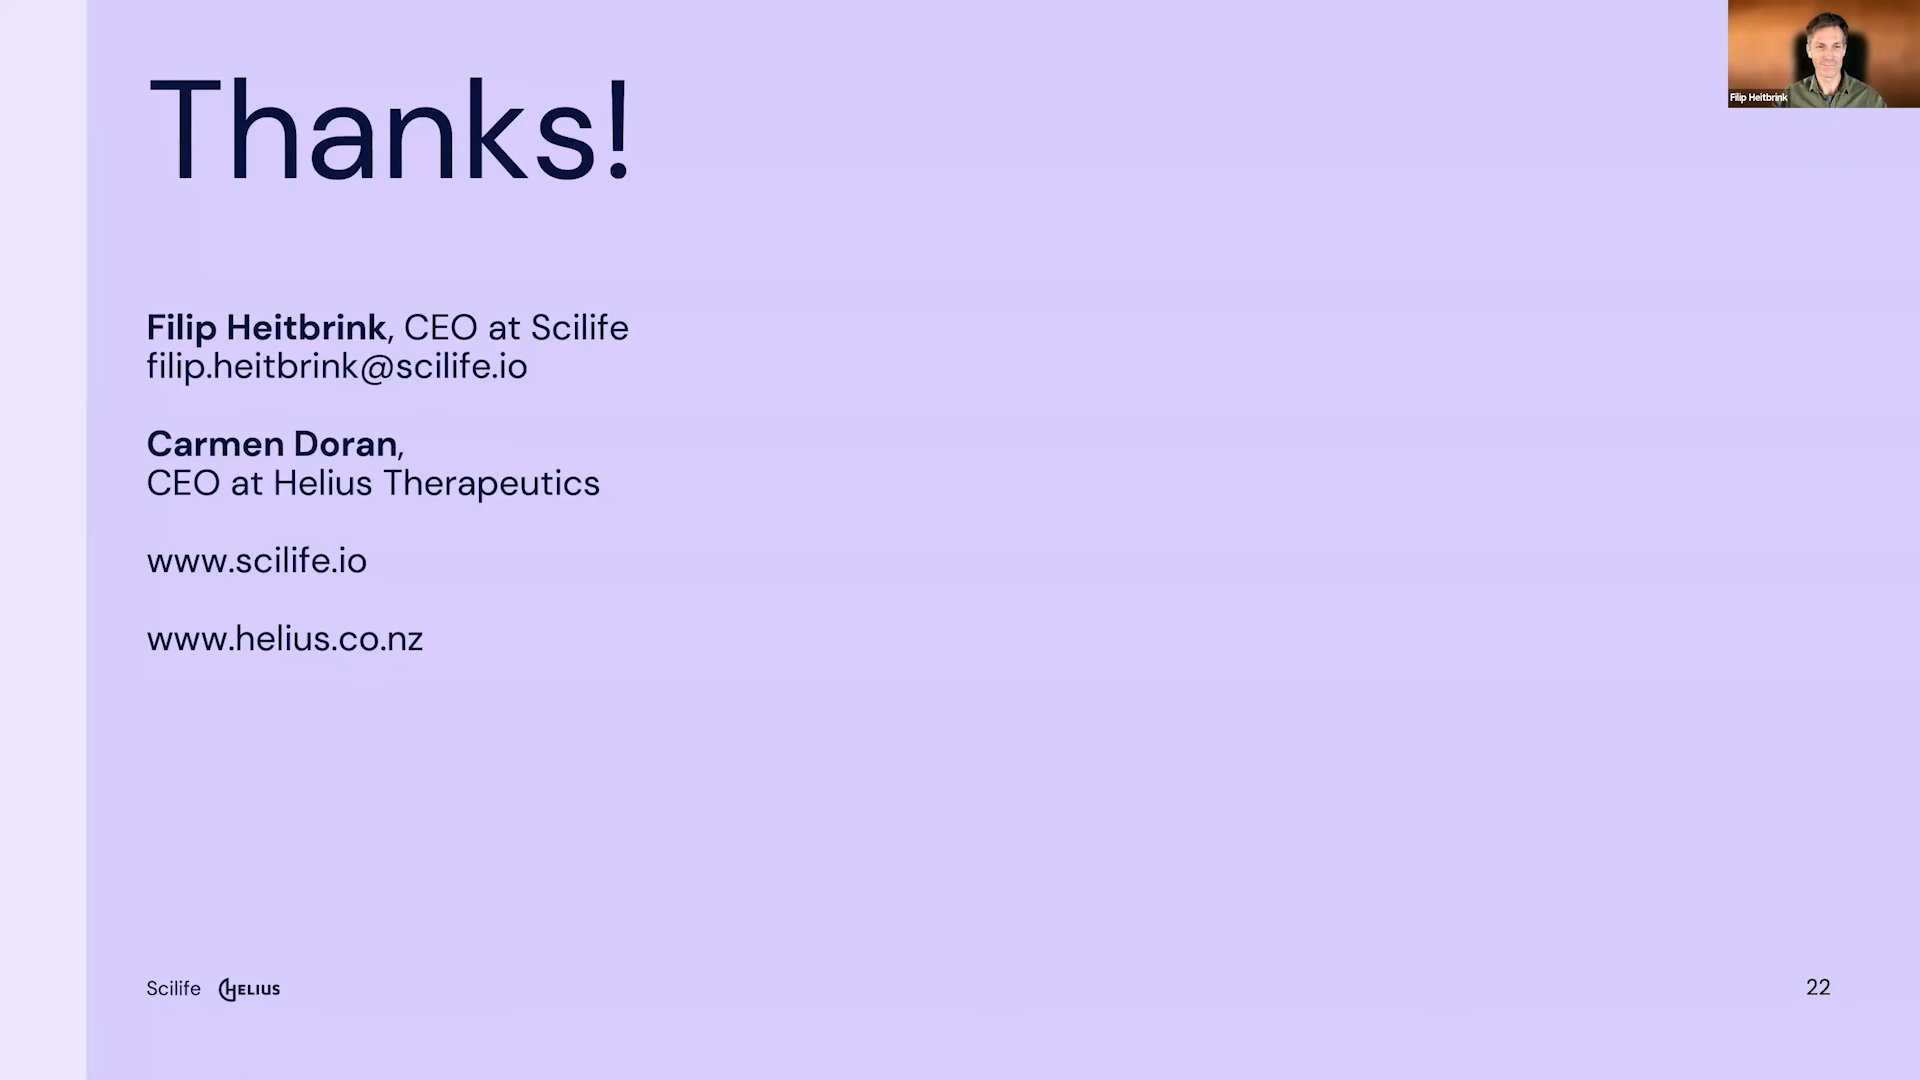 Thanks!
Filip Heitbrink
Filip Heitbrink, CEO at Scilife
filip.heitbrink@scilife.io
Carmen Doran,
CEO at Helius Therapeutics
www.scilife.io
www.helius.co.nz
Scilife HELIUS
22